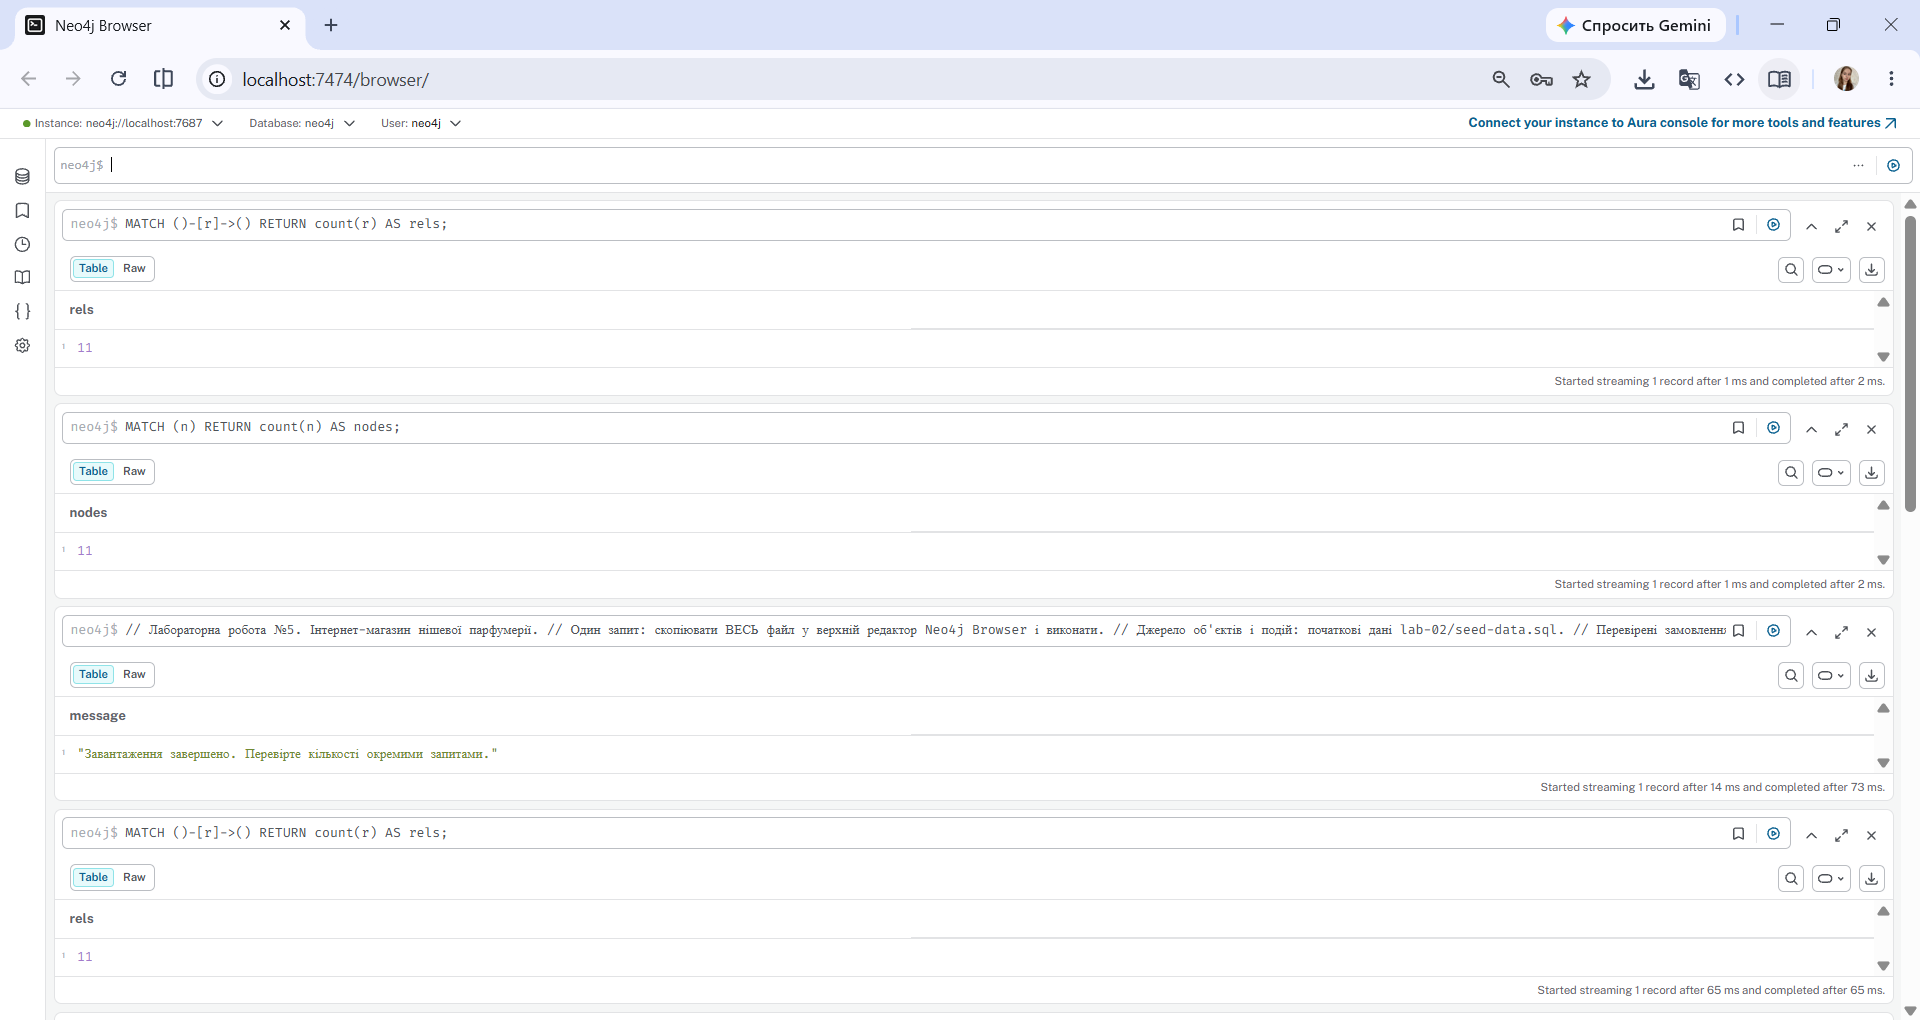 Neo4j Browser
Спросить Gemini
localhost:7474/browser/
Instance: neo4j://localhost:7687
Database: neo4j
User: neo4j
Connect your instance to Aura console for more tools and features
neo4j$
neo4j$ MATCH ()-[r]->() RETURN count(r) AS rels;
Table Raw
rels
1 11
Started streaming 1 record after 1 ms and completed after 2 ms.
neo4j$ MATCH (n) RETURN count(n) AS nodes;
Table Raw
nodes
1 11
Started streaming 1 record after 1 ms and completed after 2 ms.
neo4j$ // Лабораторна робота №5. Інтернет-магазин нішевої парфумерії. // Один запит: скопіювати ВЕСЬ файл у верхній редактор Neo4j Browser і виконати. // Джерело об'єктів і подій: початкові дані lab-02/seed-data.sql. // Перевірені замовлення
Table Raw
message
1 "Завантаження завершено. Перевірте кількості окремими запитами."
Started streaming 1 record after 14 ms and completed after 73 ms.
neo4j$ MATCH ()-[r]->() RETURN count(r) AS rels;
Table Raw
rels
1 11
Started streaming 1 record after 65 ms and completed after 65 ms.